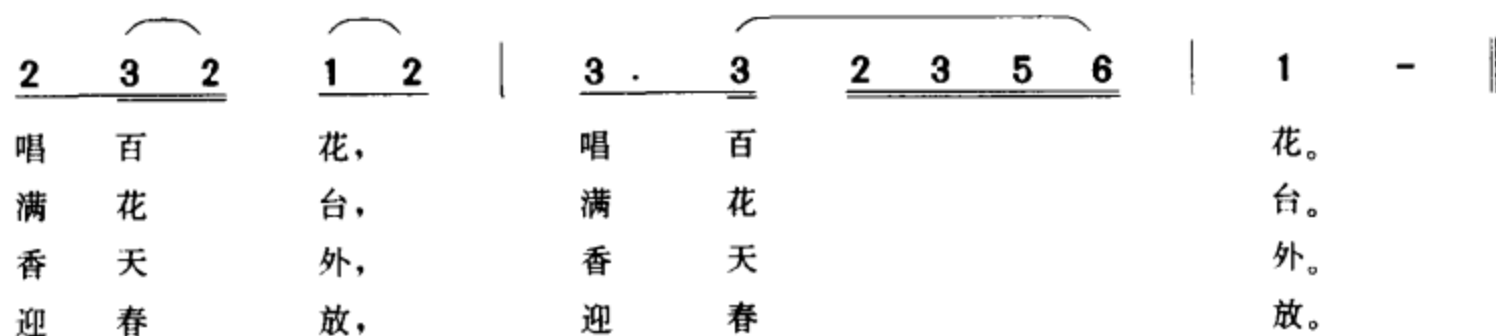 2 3 2 1 2 | 3 . 3 2 3 5 6 | 1 -
唱 百 花， 唱 百 花。
满 花 台， 满 花 台。
香 天 外， 香 天 外。
迎 春 放， 迎 春 放。